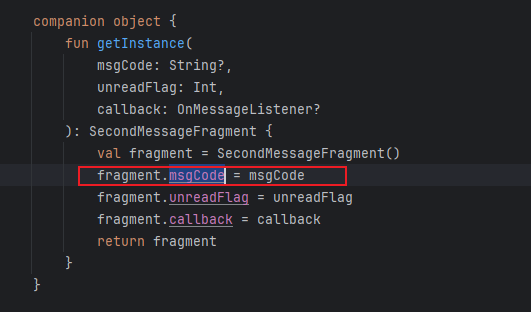 companion object {
fun getInstance(
msgCode: String?,
unreadFlag: Int,
callback: OnMessageListener?
): SecondMessageFragment {
val fragment = SecondMessageFragment()
fragment.msgCode = msgCode
fragment.unreadFlag = unreadFlag
fragment.callback = callback
return fragment
}
}